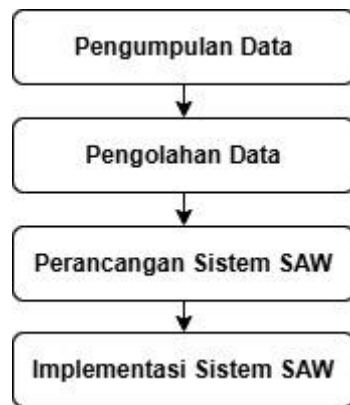 Pengumpulan Data
Pengolahan Data
Perancangan Sistem SAW
Implementasi Sistem SAW